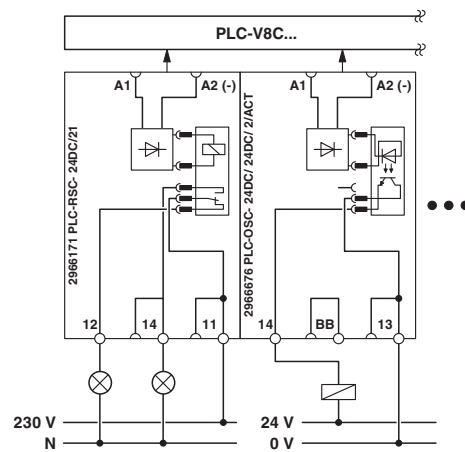 PLC-V8C...
A1 A2 (-) A1 A2 (-)
2966171 PLC-RSC- 24DC/21
2966676 PLC-OSC- 24DC/ 24DC/ 2/ACT
12 14 11 14 BB 13
230 V 24 V
N 0 V